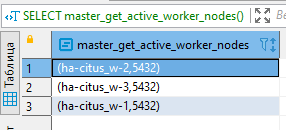 SELECT master_get_active_worker_nodes()
Таблица
master_get_active_worker_nodes
1 (ha-citus_w-2,5432)
2 (ha-citus_w-3,5432)
3 (ha-citus_w-1,5432)